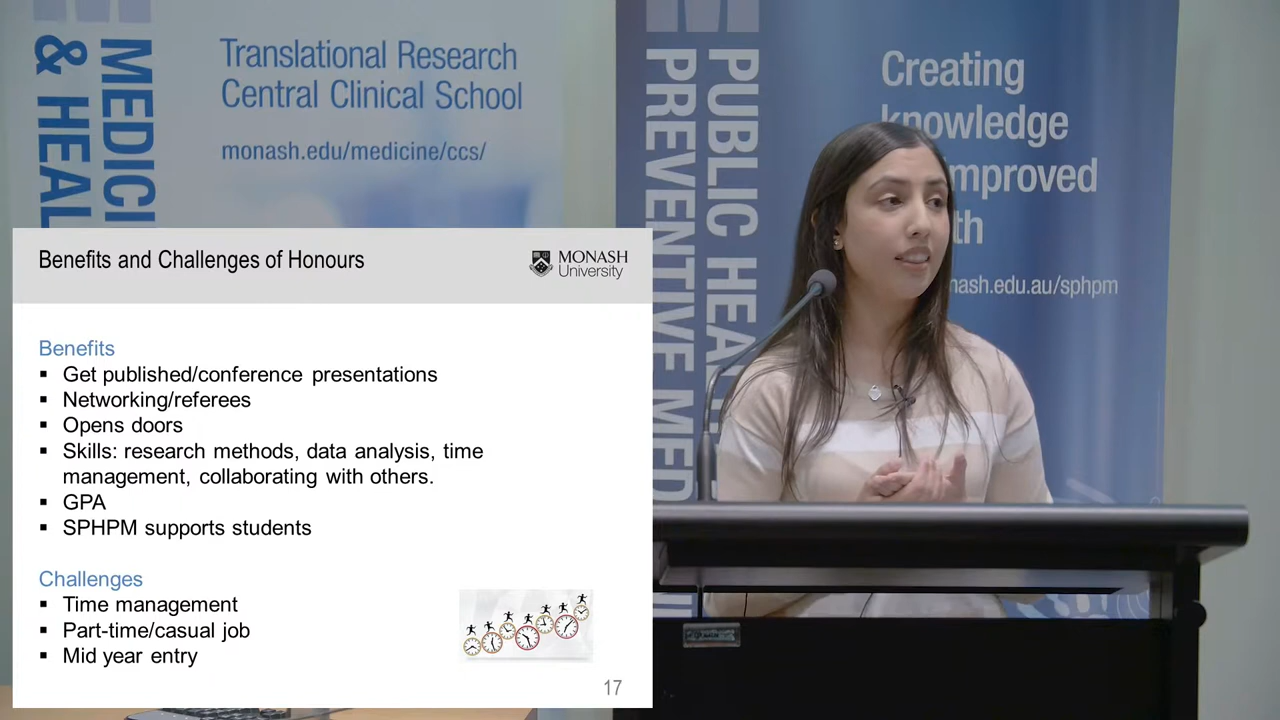 & HEAL
MEDICI
Translational Research
Central Clinical School
monash.edu/medicine/ccs/
PUBLIC HEA
PREVENTIVE MED
Creating
knowledge
mproved
th
nash.edu.au/sphpm
Benefits and Challenges of Honours
MONASH
University
Benefits
▪ Get published/conference presentations
▪ Networking/referees
▪ Opens doors
▪ Skills: research methods, data analysis, time
management, collaborating with others.
▪ GPA
▪ SPHPM supports students
Challenges
▪ Time management
▪ Part-time/casual job
▪ Mid year entry
17